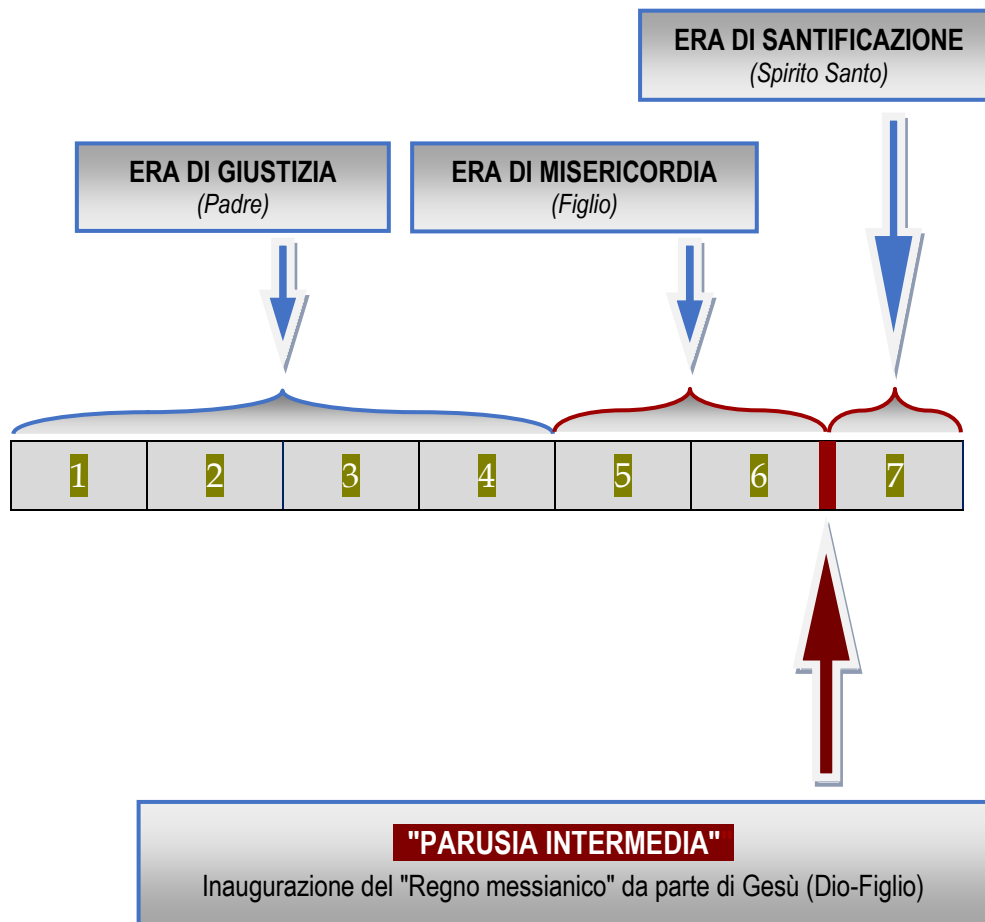 ERA DI SANTIFICAZIONE
(Spirito Santo)
ERA DI GIUSTIZIA
(Padre)
ERA DI MISERICORDIA
(Figlio)
1
2
3
4
5
6
7
"PARUSIA INTERMEDIA"
Inaugurazione del "Regno messianico" da parte di Gesù (Dio-Figlio)